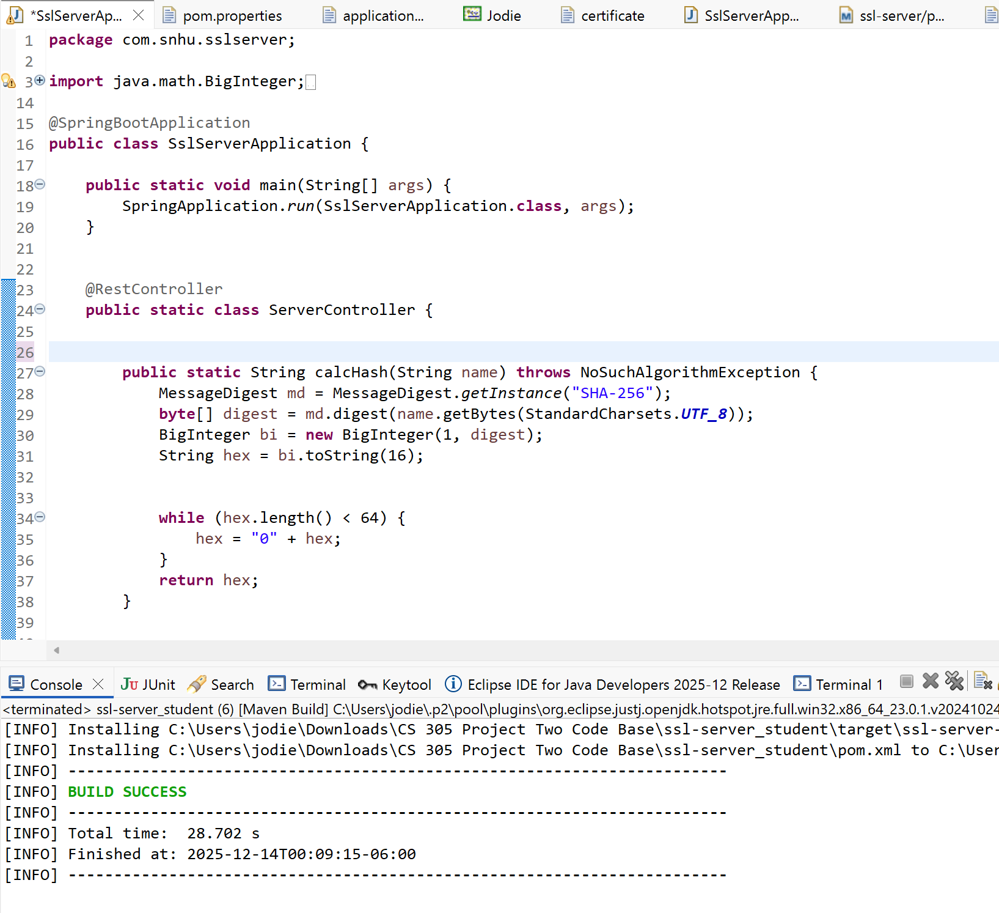 *SslServerAp... pom.properties application... Jodie certificate SslServerApp... ssl-server/p...
1 package com.snhu.sslserver;
2
3 import java.math.BigInteger;
14
15 @SpringBootApplication
16 public class SslServerApplication {
17
18 public static void main(String[] args) {
19 SpringApplication.run(SslServerApplication.class, args);
20 }
21
22
23 @RestController
24 public static class ServerController {
25
26
27 public static String calcHash(String name) throws NoSuchAlgorithmException {
28 MessageDigest md = MessageDigest.getInstance("SHA-256");
29 byte[] digest = md.digest(name.getBytes(StandardCharsets.UTF_8));
30 BigInteger bi = new BigInteger(1, digest);
31 String hex = bi.toString(16);
32
33
34 while (hex.length() < 64) {
35 hex = "0" + hex;
36 }
37 return hex;
38 }
39
Console JUnit Search Terminal Keytool Eclipse IDE for Java Developers 2025-12 Release Terminal 1
<terminated> ssl-server_student (6) [Maven Build] C:\Users\jodie\.p2\pool\plugins\org.eclipse.justj.openjdk.hotspot.jre.full.win32.x86_64_23.0.1.v20241024
[INFO] Installing C:\Users\jodie\Downloads\CS 305 Project Two Code Base\ssl-server_student\target\ssl-server-
[INFO] Installing C:\Users\jodie\Downloads\CS 305 Project Two Code Base\ssl-server_student\pom.xml to C:\User
[INFO] ------------------------------------------------------------------------
[INFO] BUILD SUCCESS
[INFO] ------------------------------------------------------------------------
[INFO] Total time:  28.702 s
[INFO] Finished at: 2025-12-14T00:09:15-06:00
[INFO] ------------------------------------------------------------------------